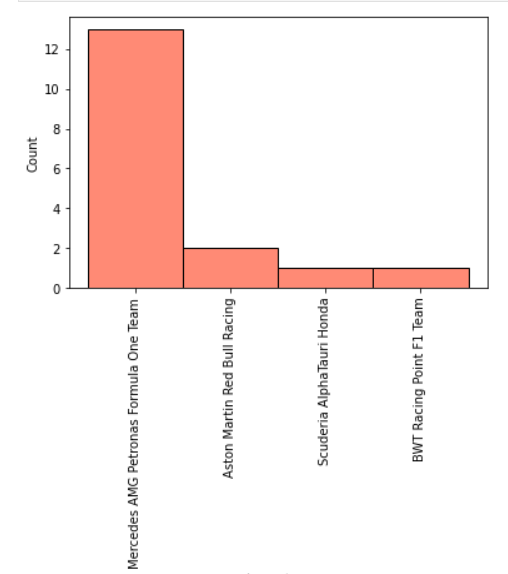 12
10
8
6
4
2
0
Count
Mercedes AMG Petronas Formula One Team
Aston Martin Red Bull Racing
Scuderia AlphaTauri Honda
BWT Racing Point F1 Team